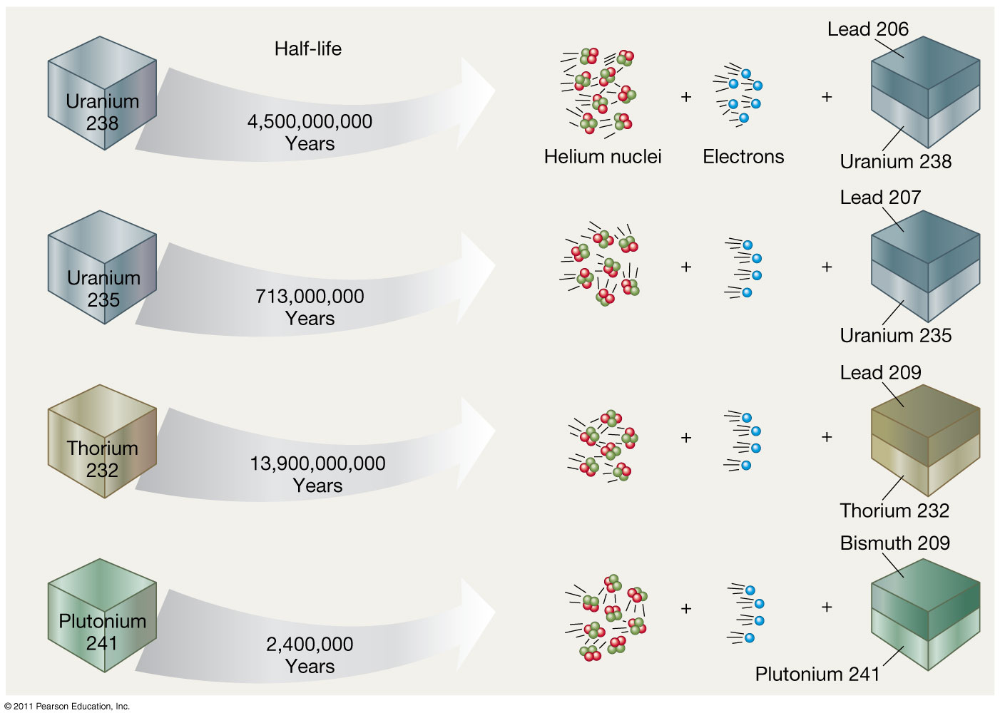 Half-life
Uranium
238
4,500,000,000
Years
Helium nuclei
+
Electrons
+
Lead 206
Uranium 238
Uranium
235
713,000,000
Years
+
+
Lead 207
Uranium 235
Thorium
232
13,900,000,000
Years
+
+
Lead 209
Thorium 232
Plutonium
241
2,400,000
Years
+
+
Bismuth 209
Plutonium 241
© 2011 Pearson Education, Inc.